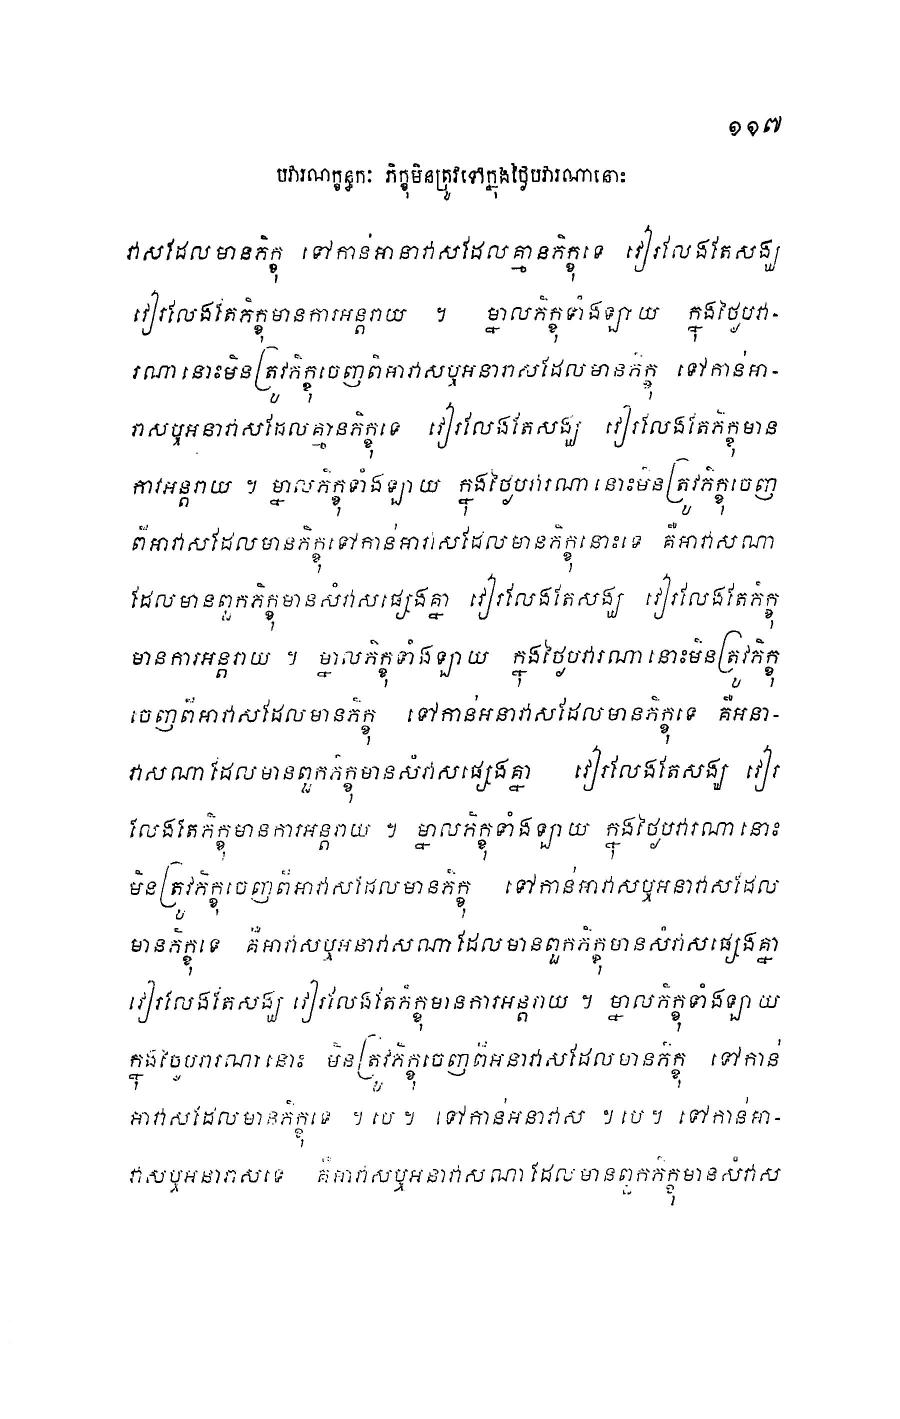 ១១៧
បវារណក្ខន្ធកៈ ភិក្ខុមិនត្រូវទៅក្នុងថ្ងៃបវារណានោះ
វាសដែលមានភិក្ខុ ទៅកាន់អានាវាសដែលគ្មានភិក្ខុទេ វៀរលែងតែសង្ឃ
វៀរលែងតែភិក្ខុមានការអន្តរាយ ។ ម្នាលភិក្ខុទាំងឡាយ ក្នុងថ្ងៃបវា-
រណានោះមិនត្រូវភិក្ខុចេញពីអាវាសឬអនាវាសដែលមានភិក្ខុ ទៅកាន់អា-
វាសឬអនាវាសដែលគ្មានភិក្ខុទេ វៀរលែងតែសង្ឃ វៀរលែងតែភិក្ខុមាន
ការអន្តរាយ ។ ម្នាលភិក្ខុទាំងឡាយ ក្នុងថ្ងៃបវារណានោះមិនត្រូវភិក្ខុចេញ
ពីអាវាសដែលមានភិក្ខុទៅកាន់អាវាសដែលមានភិក្ខុនោះទេ គឺអាវាសណា
ដែលមានពួកភិក្ខុមានសំវាសផ្សេងគ្នា វៀរលែងតែសង្ឃ វៀរលែងតែភិក្ខុ
មានការអន្តរាយ ។ ម្នាលភិក្ខុទាំងឡាយ ក្នុងថ្ងៃបវារណានោះមិនត្រូវភិក្ខុ
ចេញពីអាវាសដែលមានភិក្ខុ ទៅកាន់អនាវាសដែលមានភិក្ខុទេ គឺអនា-
វាសណាដែលមានពួកភិក្ខុមានសំវាសផ្សេងគ្នា វៀរលែងតែសង្ឃ វៀរ
លែងតែភិក្ខុមានការអន្តរាយ ។ ម្នាលភិក្ខុទាំងឡាយ ក្នុងថ្ងៃបវារណានោះ
មិនត្រូវភិក្ខុចេញពីអាវាសដែលមានភិក្ខុ ទៅកាន់អាវាសឬអនាវាសដែល
មានភិក្ខុទេ គឺអាវាសឬអនាវាសណាដែលមានពួកភិក្ខុមានសំវាសផ្សេងគ្នា
វៀរលែងតែសង្ឃ វៀរលែងតែភិក្ខុមានការអន្តរាយ ។ ម្នាលភិក្ខុទាំងឡាយ
ក្នុងថ្ងៃបវារណានោះ មិនត្រូវភិក្ខុចេញពីអនាវាសដែលមានភិក្ខុ ទៅកាន់
អាវាសដែលមានភិក្ខុទេ ។ បេ ។ ទៅកាន់អនាវាស ។ បេ ។ ទៅកាន់អា-
វាសឬអនាវាសទេ គឺអាវាសឬអនាវាសណាដែលមានពួកភិក្ខុមានសំវាស